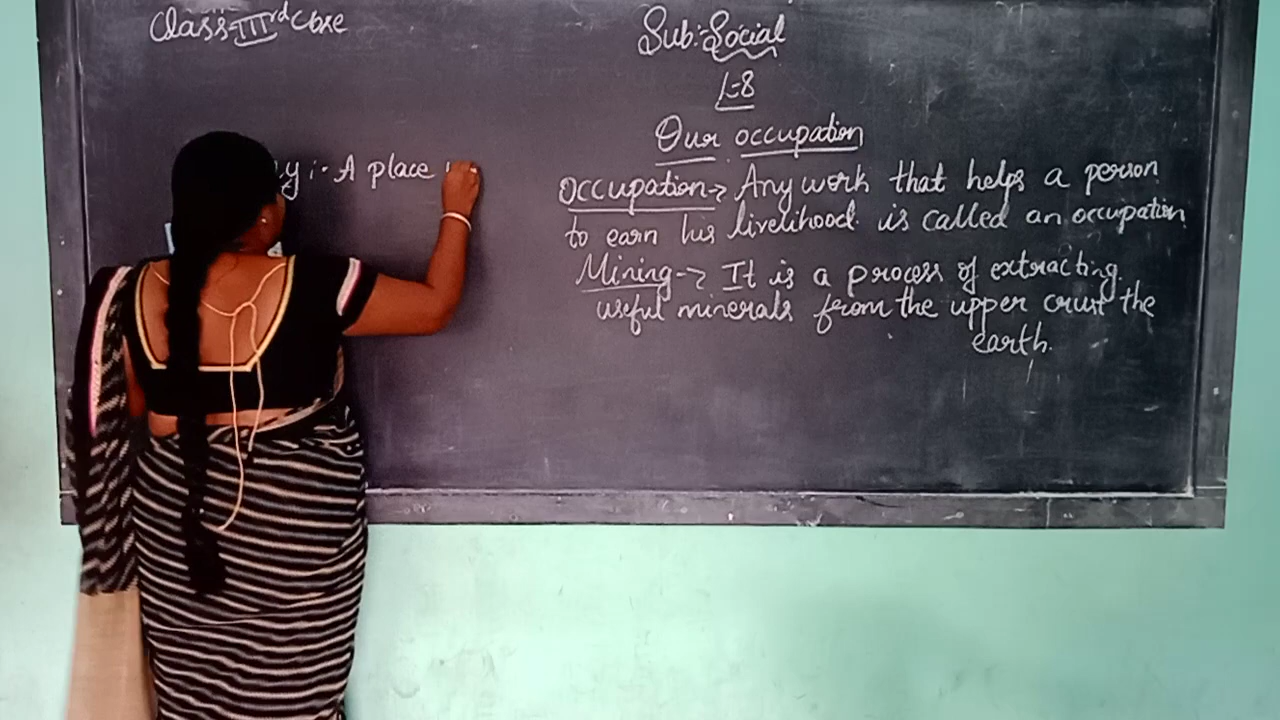 Class-IIIrd CBSE
Sub:-Social
L-8
Our occupation
Occupation→ Any work that helps a person
to earn his livelihood is called an occupation.
Mining→ It is a process of extracting
useful minerals from the upper crust the
earth.
:- A place